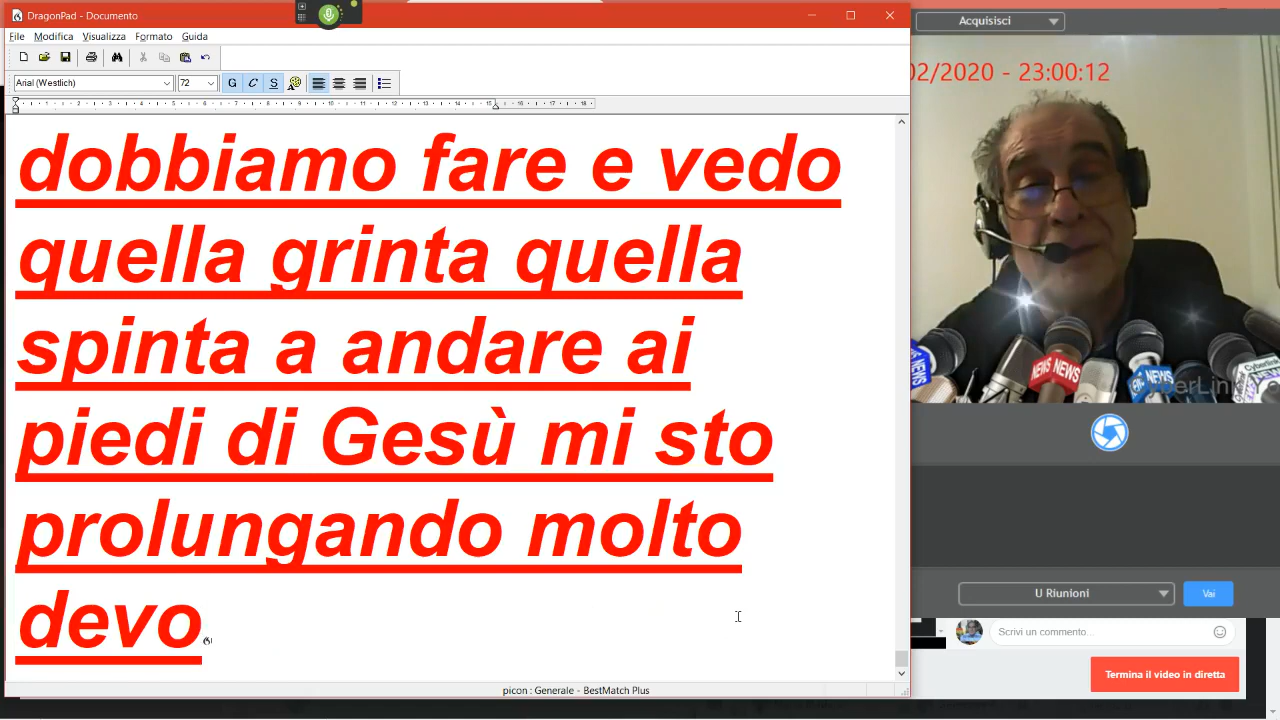 DragonPad - Documento
Acquisisci
File Modifica Visualizza Formato Guida
Arial (Westlich) 72 G C S
02/2020 - 23:00:12
dobbiamo fare e vedo
quella grinta quella
spinta a andare ai
piedi di Gesù mi sto
prolungando molto
devo
NEWS NEWS
NEWS
U Riunioni Vai
Scrivi un commento...
Termina il video in diretta
picon : Generale - BestMatch Plus